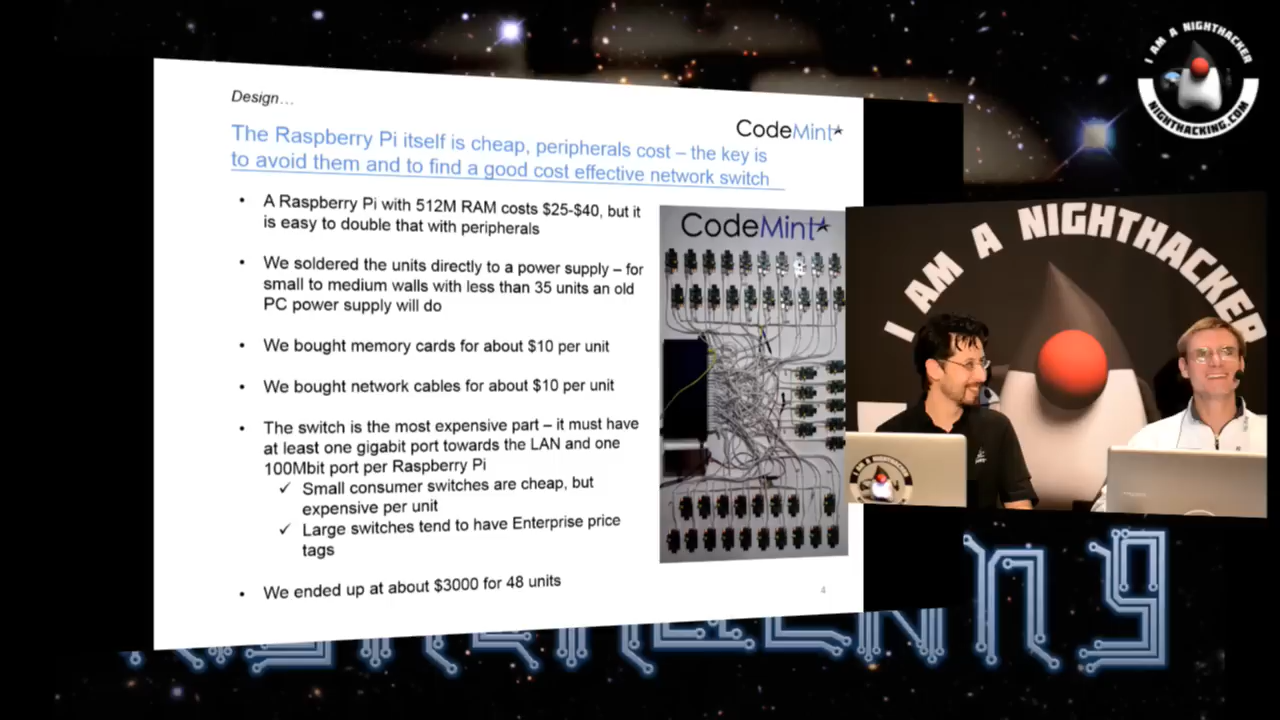 Design…
CodeMint
The Raspberry Pi itself is cheap, peripherals cost – the key is
to avoid them and to find a good cost effective network switch
• A Raspberry Pi with 512M RAM costs $25-$40, but it
is easy to double that with peripherals
• We soldered the units directly to a power supply – for
small to medium walls with less than 35 units an old
PC power supply will do
• We bought memory cards for about $10 per unit
• We bought network cables for about $10 per unit
• The switch is the most expensive part – it must have
at least one gigabit port towards the LAN and one
100Mbit port per Raspberry Pi
✓ Small consumer switches are cheap, but
expensive per unit
✓ Large switches tend to have Enterprise price
tags
• We ended up at about $3000 for 48 units
4
CodeMint
I AM A NIGHTHACKER
NIGHTHACKING.COM
I AM A NIGHTHACKER
I AM A NIGHTHACKER